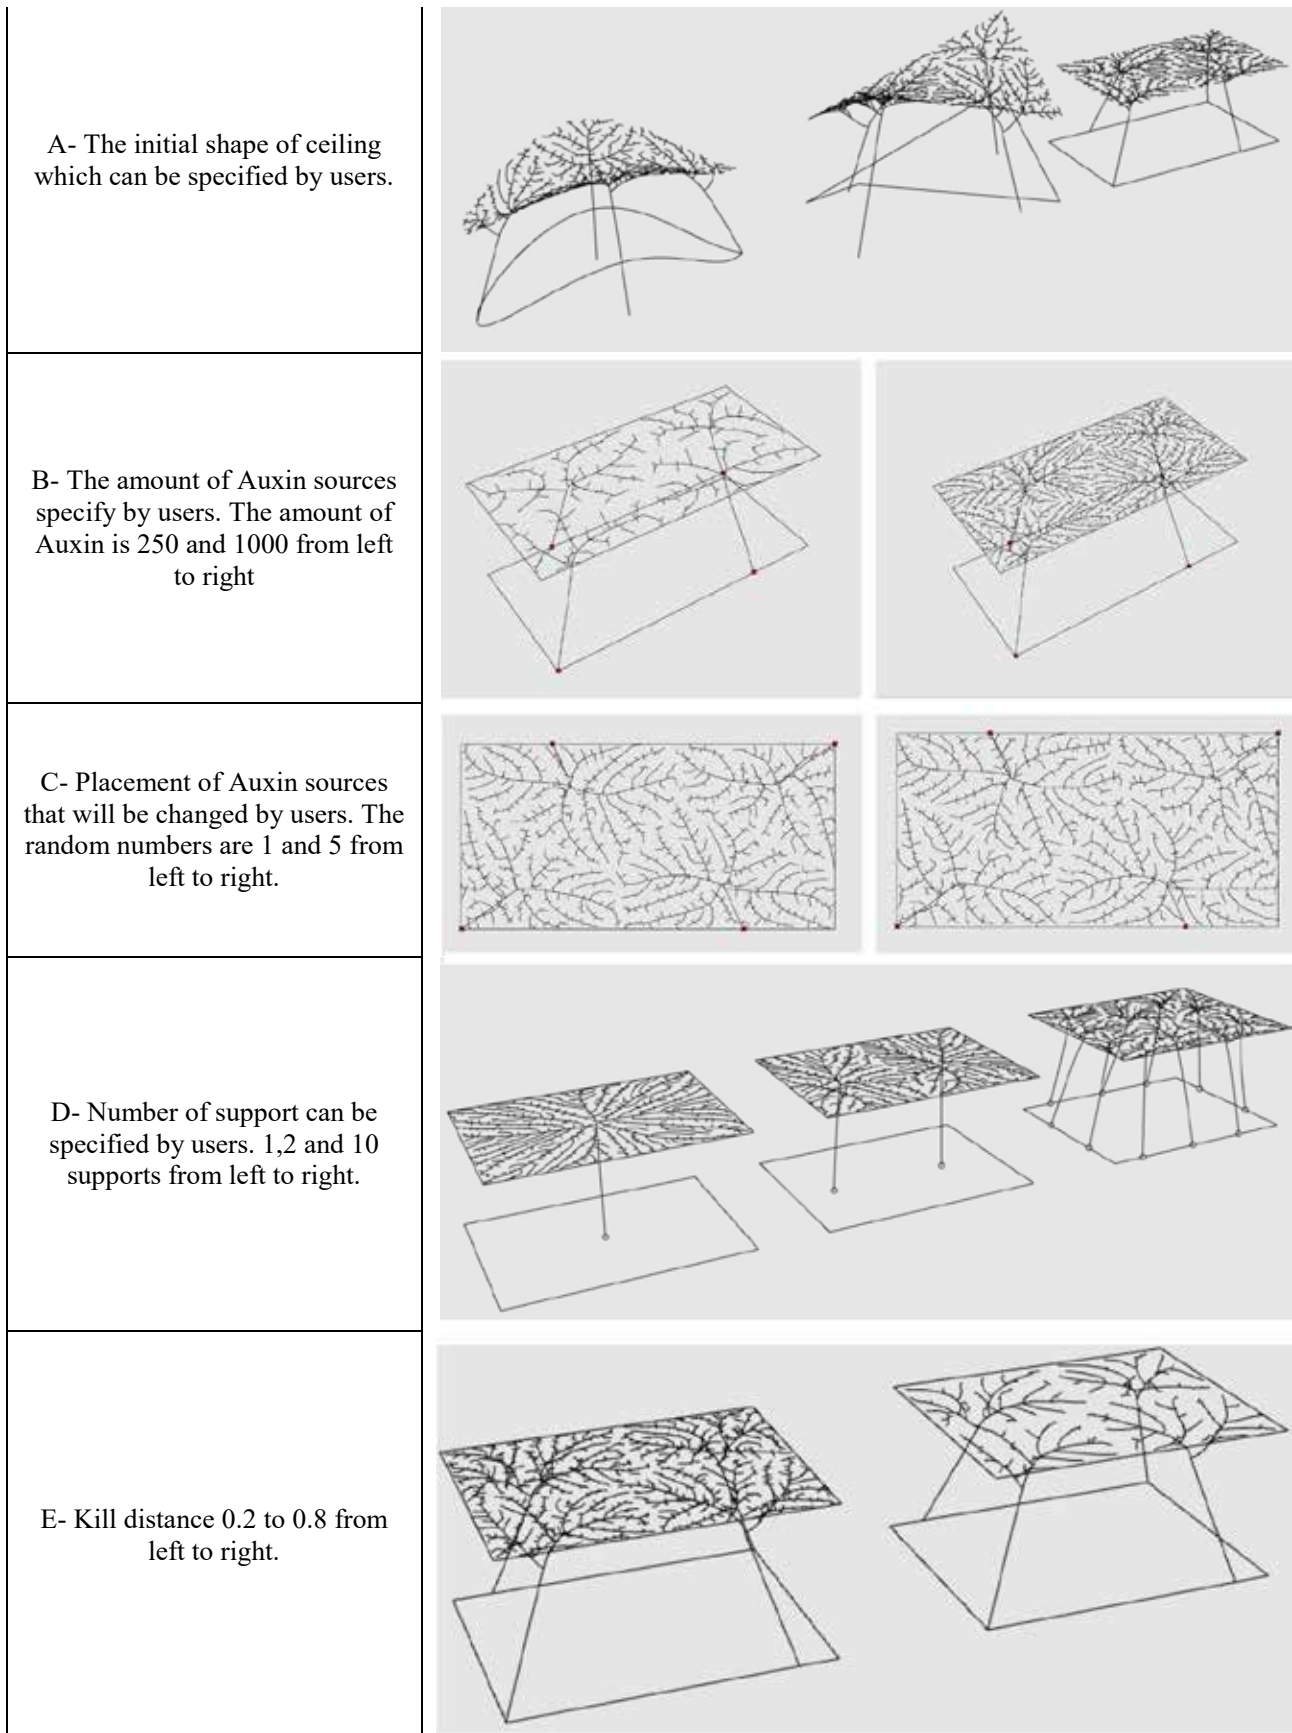 A- The initial shape of ceiling
which can be specified by users.
B- The amount of Auxin sources
specify by users. The amount of
Auxin is 250 and 1000 from left
to right
C- Placement of Auxin sources
that will be changed by users. The
random numbers are 1 and 5 from
left to right.
D- Number of support can be
specified by users. 1,2 and 10
supports from left to right.
E- Kill distance 0.2 to 0.8 from
left to right.